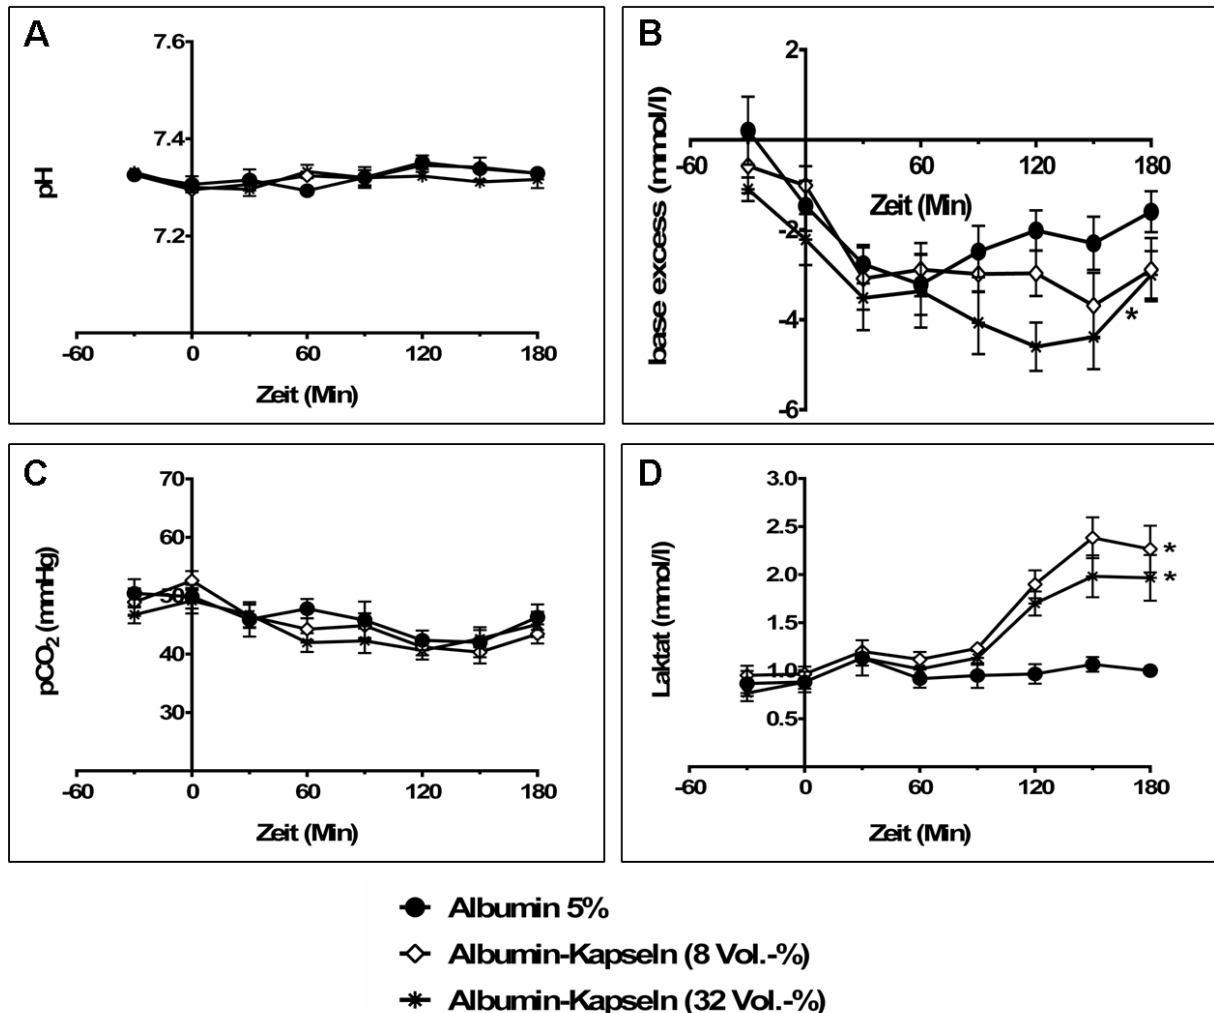 A
7.6
7.4
7.2
pH
-60 0 60 120 180
Zeit (Min)
B
2
-2
-4
-6
base excess (mmol/l)
-60 60 120 180
Zeit (Min)
*
C
70
60
50
40
30
pCO2 (mmHg)
-60 0 60 120 180
Zeit (Min)
D
3.0
2.5
2.0
1.5
1.0
0.5
Laktat (mmol/l)
*
*
-60 0 60 120 180
Zeit (Min)
Albumin 5%
Albumin-Kapseln (8 Vol.-%)
Albumin-Kapseln (32 Vol.-%)